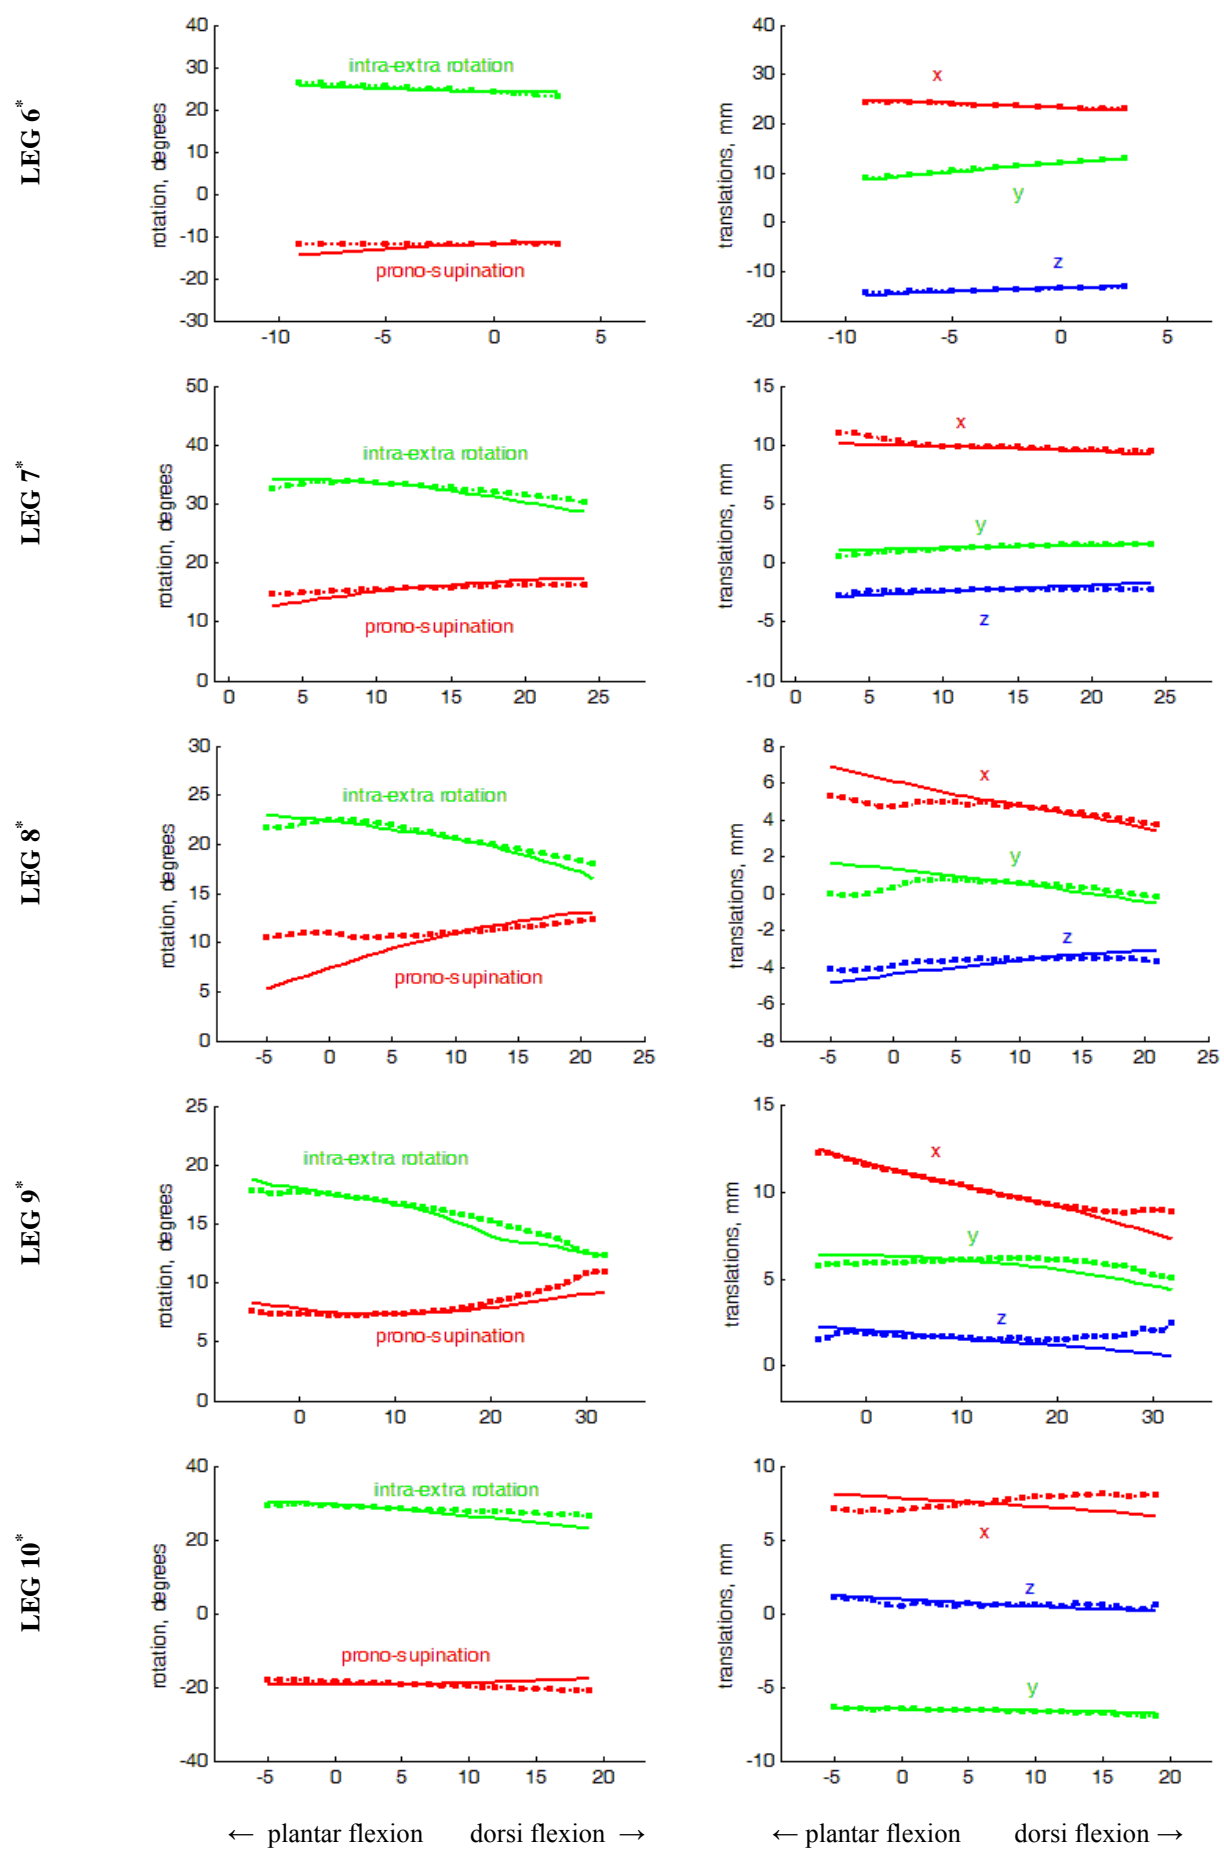 LEG 6*
40
30
20
10
0
-10
-20
-30
rotation, degrees
intra-extra rotation
prono-supination
-10 -5 0 5
40
30
20
10
0
-10
-20
translations, mm
x
y
z
-10 -5 0 5
LEG 7*
50
40
30
20
10
0
rotation, degrees
intra-extra rotation
prono-supination
0 5 10 15 20 25
15
10
5
0
-5
-10
translations, mm
x
y
z
0 5 10 15 20 25
LEG 8*
30
25
20
15
10
5
0
rotation, degrees
intra-extra rotation
prono-supination
-5 0 5 10 15 20 25
8
6
4
2
0
-2
-4
-6
-8
translations, mm
x
y
z
-5 0 5 10 15 20 25
LEG 9*
25
20
15
10
5
0
rotation, degrees
intra-extra rotation
prono-supination
0 10 20 30
15
10
5
0
translations, mm
x
y
z
0 10 20 30
LEG 10*
40
20
0
-20
-40
rotation, degrees
intra-extra rotation
prono-supination
-5 0 5 10 15 20
10
5
0
-5
-10
translations, mm
x
z
y
-5 0 5 10 15 20
← plantar flexion dorsi flexion →
← plantar flexion dorsi flexion →